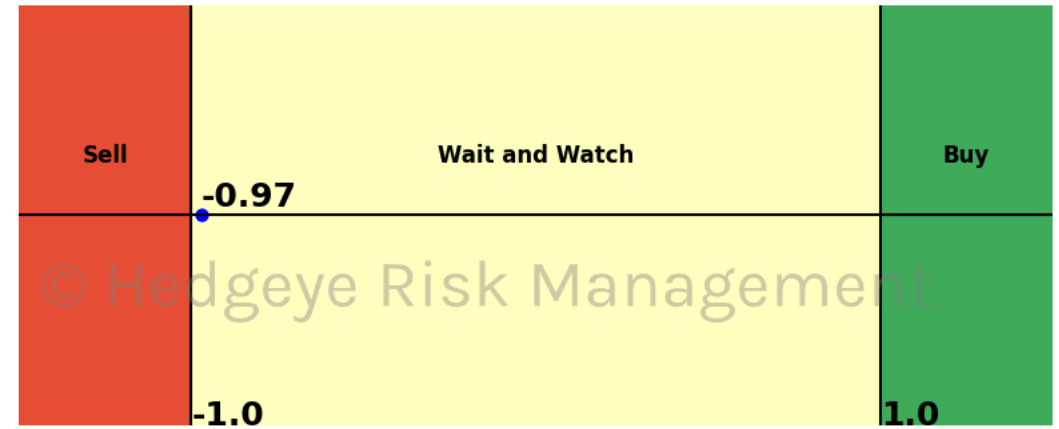 Sell
Wait and Watch
Buy
-0.97
© Hedgeye Risk Management
-1.0
1.0